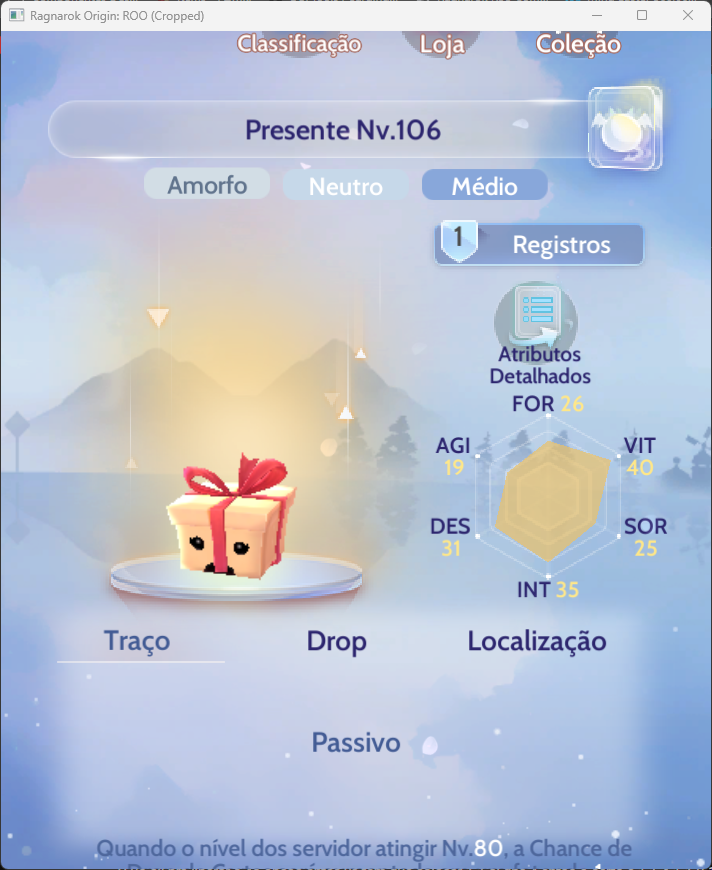 Ragnarok Origin: ROO (Cropped)
Classificação
Loja
Coleção
Presente Nv.106
Amorfo
Neutro
Médio
1
Registros
Atributos
Detalhados
FOR 26
AGI
19
VIT
40
DES
31
SOR
25
INT 35
Traço
Drop
Localização
Passivo
Quando o nível dos servidor atingir Nv.80, a Chance de